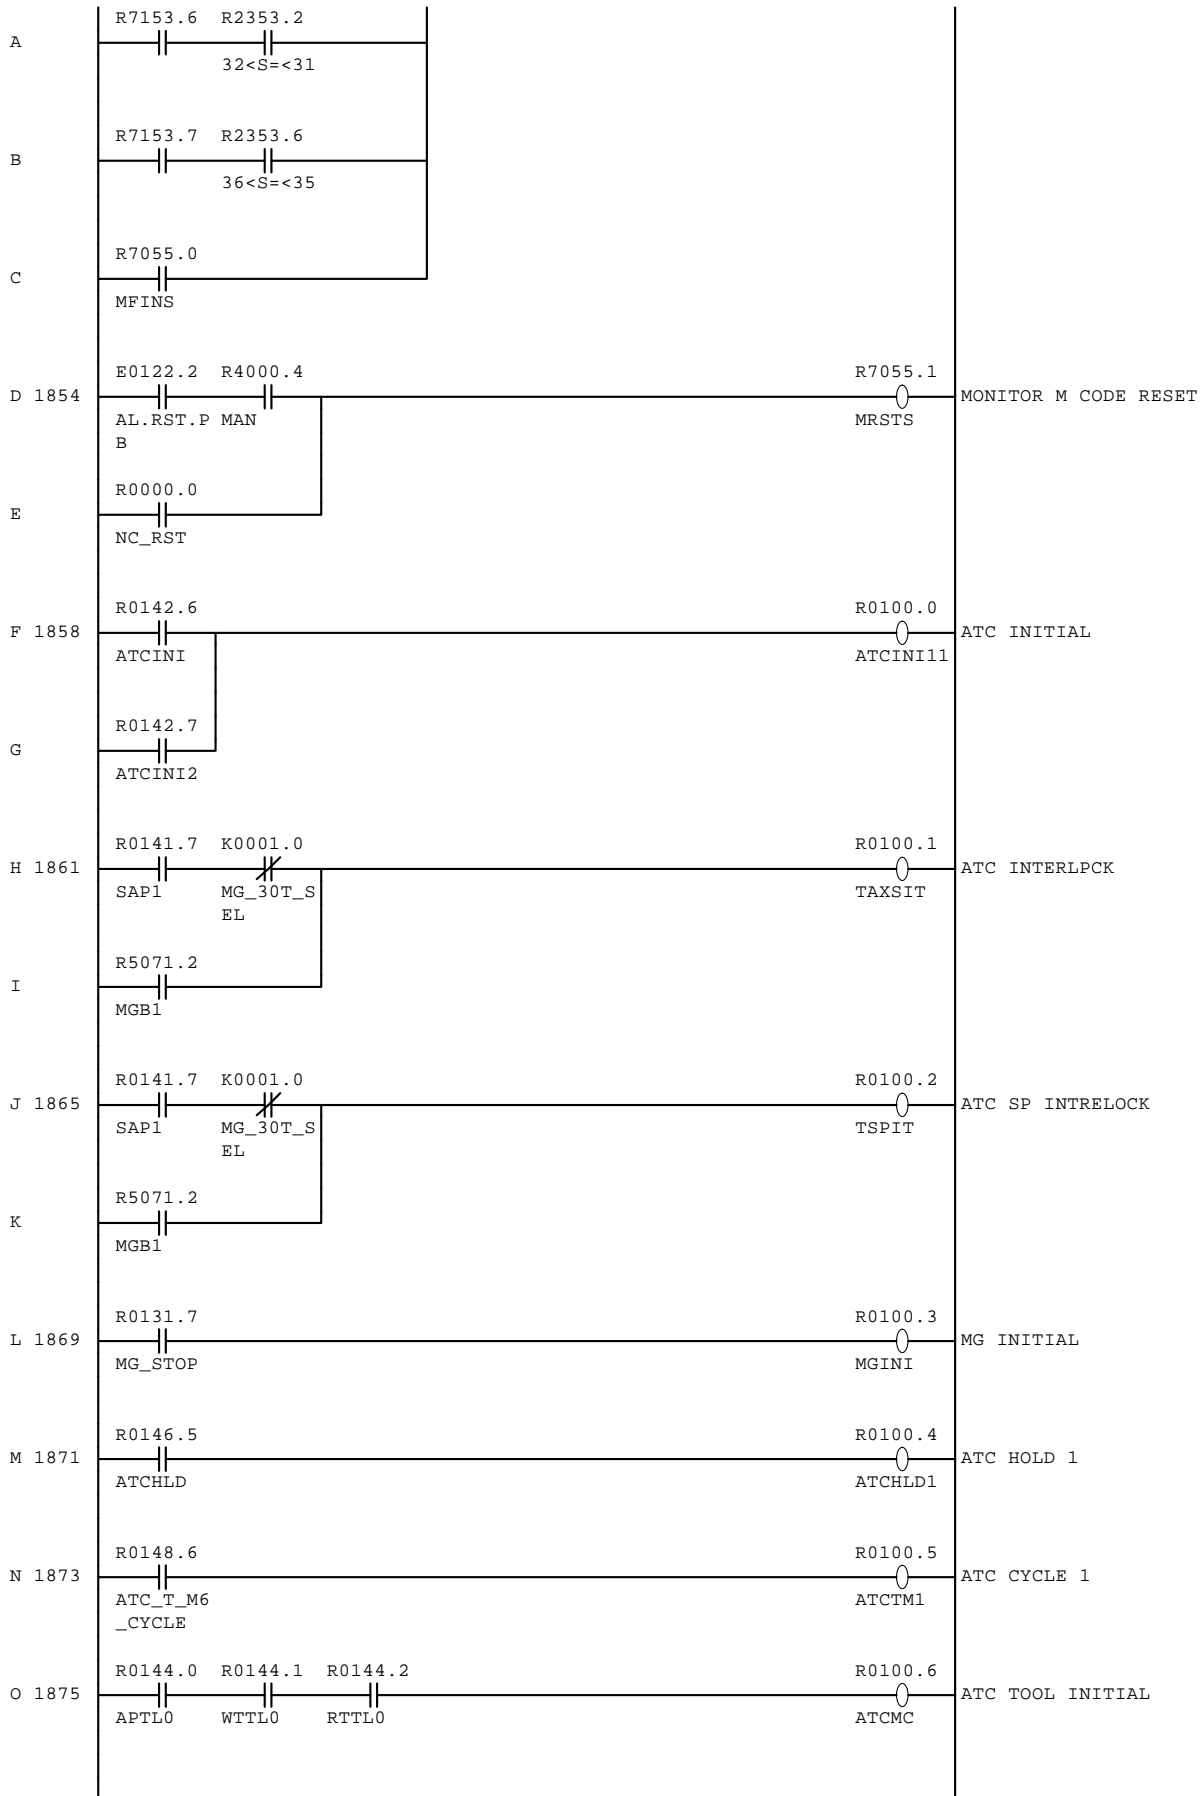 R7153.6 R2353.2
A
32<S=<31
R7153.7 R2353.6
B
36<S=<35
R7055.0
C
MFINS
E0122.2 R4000.4 R7055.1
D 1854 MONITOR M CODE RESET
AL.RST.P MAN MRSTS
B
R0000.0
E
NC_RST
R0142.6 R0100.0
F 1858 ATC INITIAL
ATCINI ATCINI11
R0142.7
G
ATCINI2
R0141.7 K0001.0 R0100.1
H 1861 ATC INTERLPCK
SAP1 MG_30T_S TAXSIT
EL
R5071.2
I
MGB1
R0141.7 K0001.0 R0100.2
J 1865 ATC SP INTRELOCK
SAP1 MG_30T_S TSPIT
EL
R5071.2
K
MGB1
R0131.7 R0100.3
L 1869 MG INITIAL
MG_STOP MGINI
R0146.5 R0100.4
M 1871 ATC HOLD 1
ATCHLD ATCHLD1
R0148.6 R0100.5
N 1873 ATC CYCLE 1
ATC_T_M6 ATCTM1
_CYCLE
R0144.0 R0144.1 R0144.2 R0100.6
O 1875 ATC TOOL INITIAL
APTL0 WTTL0 RTTL0 ATCMC